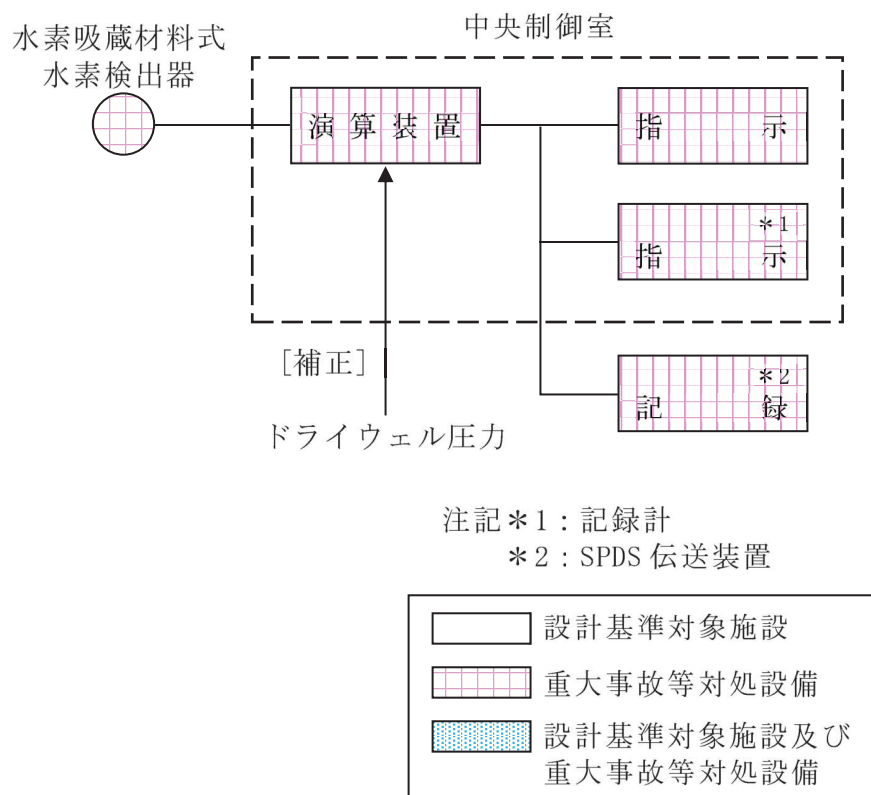 中央制御室
水素吸蔵材料式
水素検出器
演算装置
指示
＊1
指示
[補正]
ドライウェル圧力
＊2
記録
注記＊1：記録計
＊2：SPDS 伝送装置
設計基準対象施設
重大事故等対処設備
設計基準対象施設及び
重大事故等対処設備